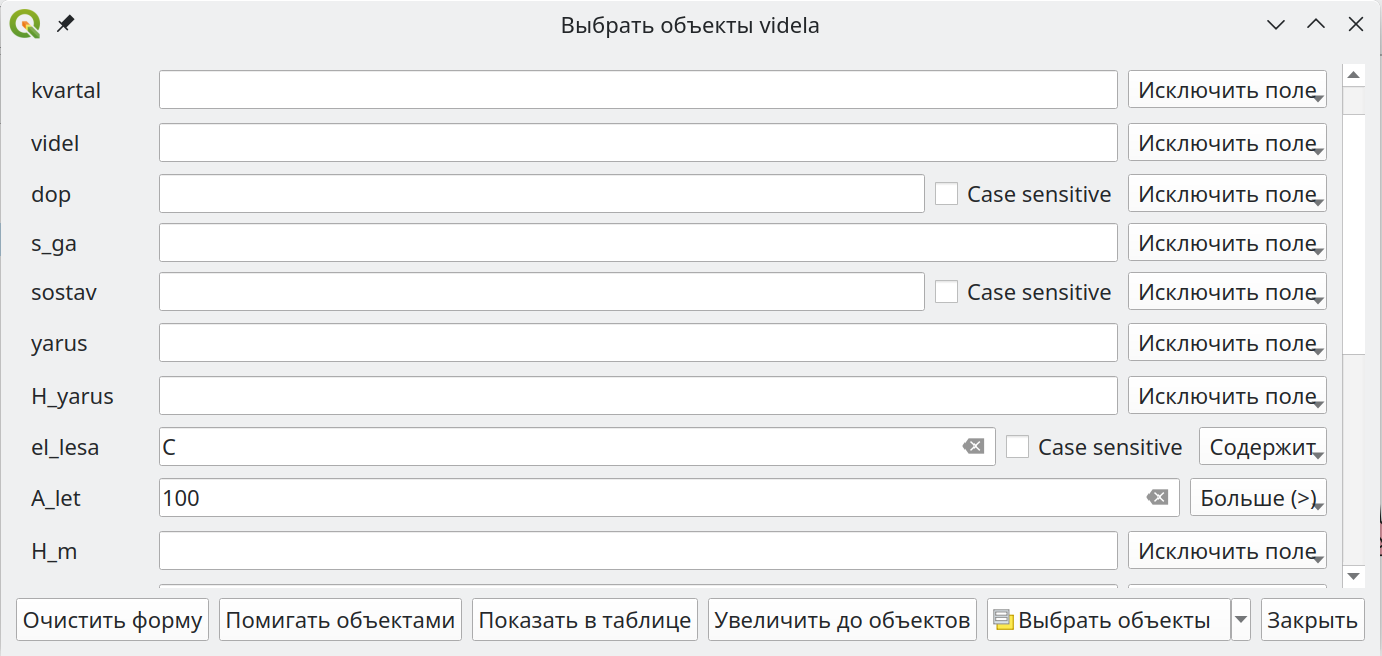 Выбрать объекты videla
kvartal Исключить поле
videl Исключить поле
dop Case sensitive Исключить поле
s_ga Исключить поле
sostav Case sensitive Исключить поле
yarus Исключить поле
H_yarus Исключить поле
el_lesa С Case sensitive Содержит
A_let 100 Больше (>)
H_m Исключить поле
Очистить форму Помигать объектами Показать в таблице Увеличить до объектов Выбрать объекты Закрыть